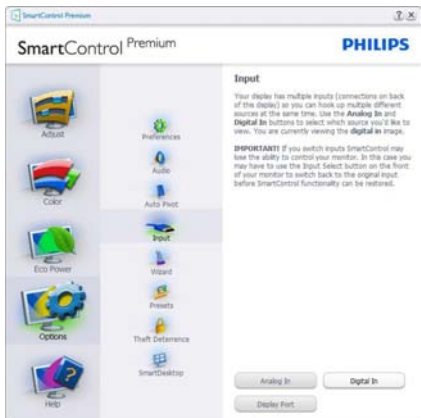 SmartControl Premium
SmartControl Premium
PHILIPS
Adjust
Color
Eco Power
Options
Help
Preferences
Audio
Auto Pivot
Input
Wizard
Presets
Theft Deterrence
SmartDesktop
Input
Your display has multiple inputs (connections on back
of this display) so you can hook up multiple different
sources at the same time. Use the Analog In and
Digital In buttons to select which source you'd like to
view. You are currently viewing the digital in image.
IMPORTANT! If you switch inputs SmartControl may
lose the ability to control your monitor. In this case you
may have to use the Input Select button on the front
of your monitor to switch back to the original input
before SmartControl functionality can be restored.
Analog In
Digital In
Display Port